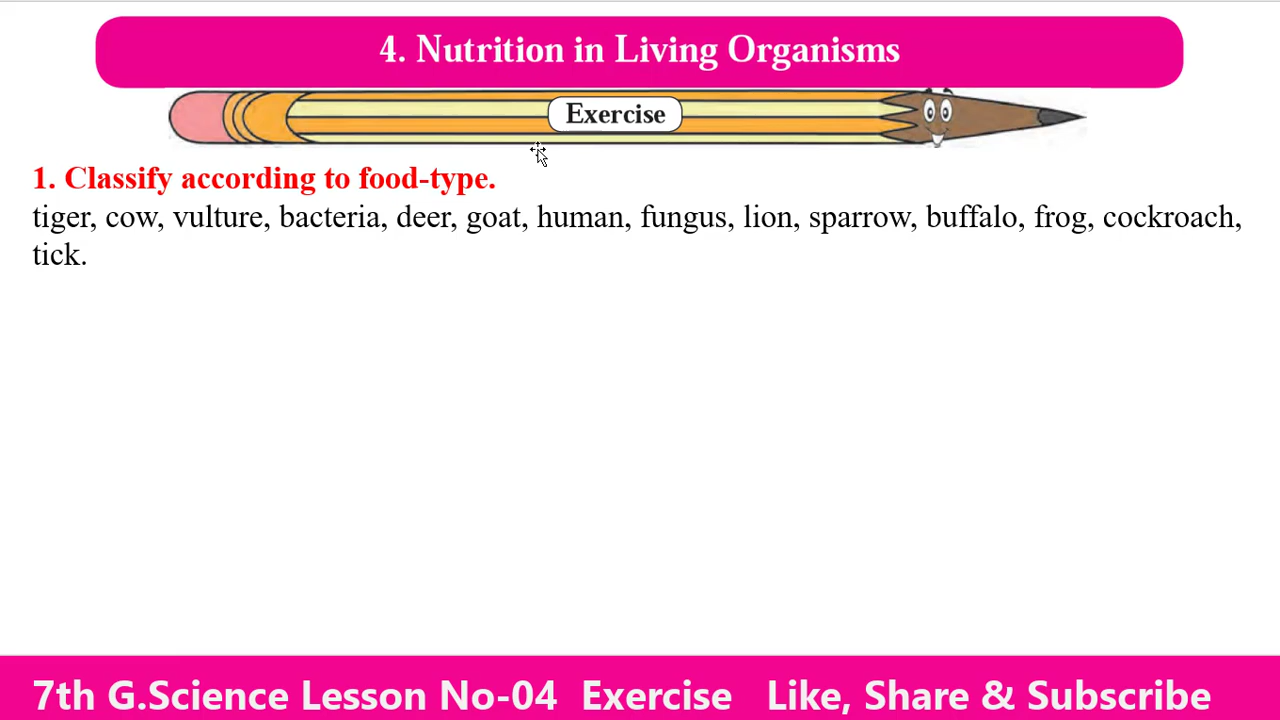 4. Nutrition in Living Organisms
Exercise
1. Classify according to food-type.
tiger, cow, vulture, bacteria, deer, goat, human, fungus, lion, sparrow, buffalo, frog, cockroach,
tick.
7th G.Science Lesson No-04 Exercise Like, Share & Subscribe